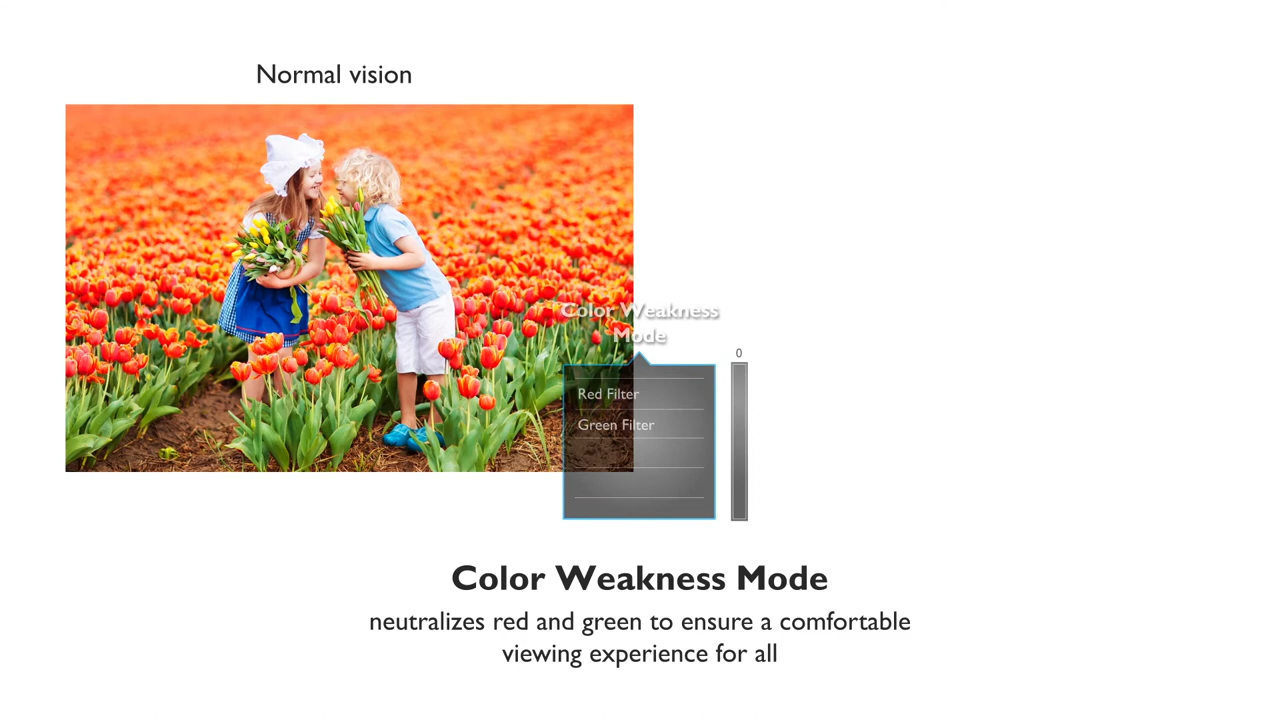 Normal vision
Color Weakness
Mode
0
Red Filter
Green Filter
Color Weakness Mode
neutralizes red and green to ensure a comfortable
viewing experience for all